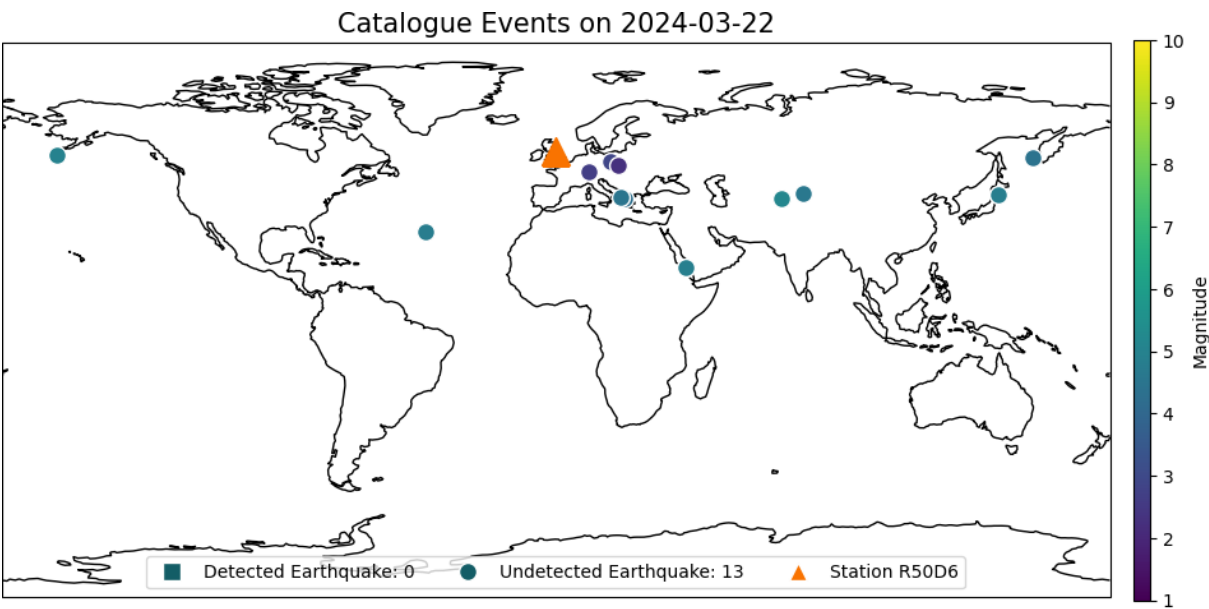 Catalogue Events on 2024-03-22
10
9
8
7
6
5
4
3
2
1
Magnitude
Detected Earthquake: 0
Undetected Earthquake: 13
Station R50D6